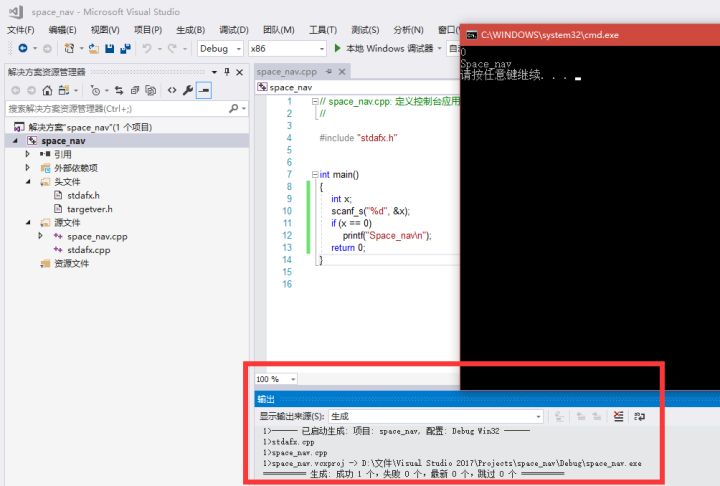 space_nav - Microsoft Visual Studio
文件(F) 编辑(E) 视图(V) 项目(P) 生成(B) 调试(D) 团队(M) 工具(T) 测试(S) 分析(N) 窗口
Debug x86 本地 Windows 调试器 自动
解决方案资源管理器
搜索解决方案资源管理器(Ctrl+;)
解决方案"space_nav"(1 个项目)
space_nav
引用
外部依赖项
头文件
stdafx.h
targetver.h
源文件
space_nav.cpp
stdafx.cpp
资源文件
space_nav.cpp
space_nav
1 // space_nav.cpp: 定义控制台应用
2 //
3
4 #include "stdafx.h"
5
6
7 int main()
8 {
9 int x;
10 scanf_s("%d", &x);
11 if (x == 0)
12 printf("Space_nav\n");
13 return 0;
14 }
15
16
C:\WINDOWS\system32\cmd.exe
0
Space_nav
请按任意键继续. . .
100 %
输出
显示输出来源(S): 生成
1>------ 已启动生成: 项目: space_nav, 配置: Debug Win32 ------
1>stdafx.cpp
1>space_nav.cpp
1>space_nav.vcxproj -> D:\文件\Visual Studio 2017\Projects\space_nav\Debug\space_nav.exe
========== 生成: 成功 1 个，失败 0 个，最新 0 个，跳过 0 个 ==========